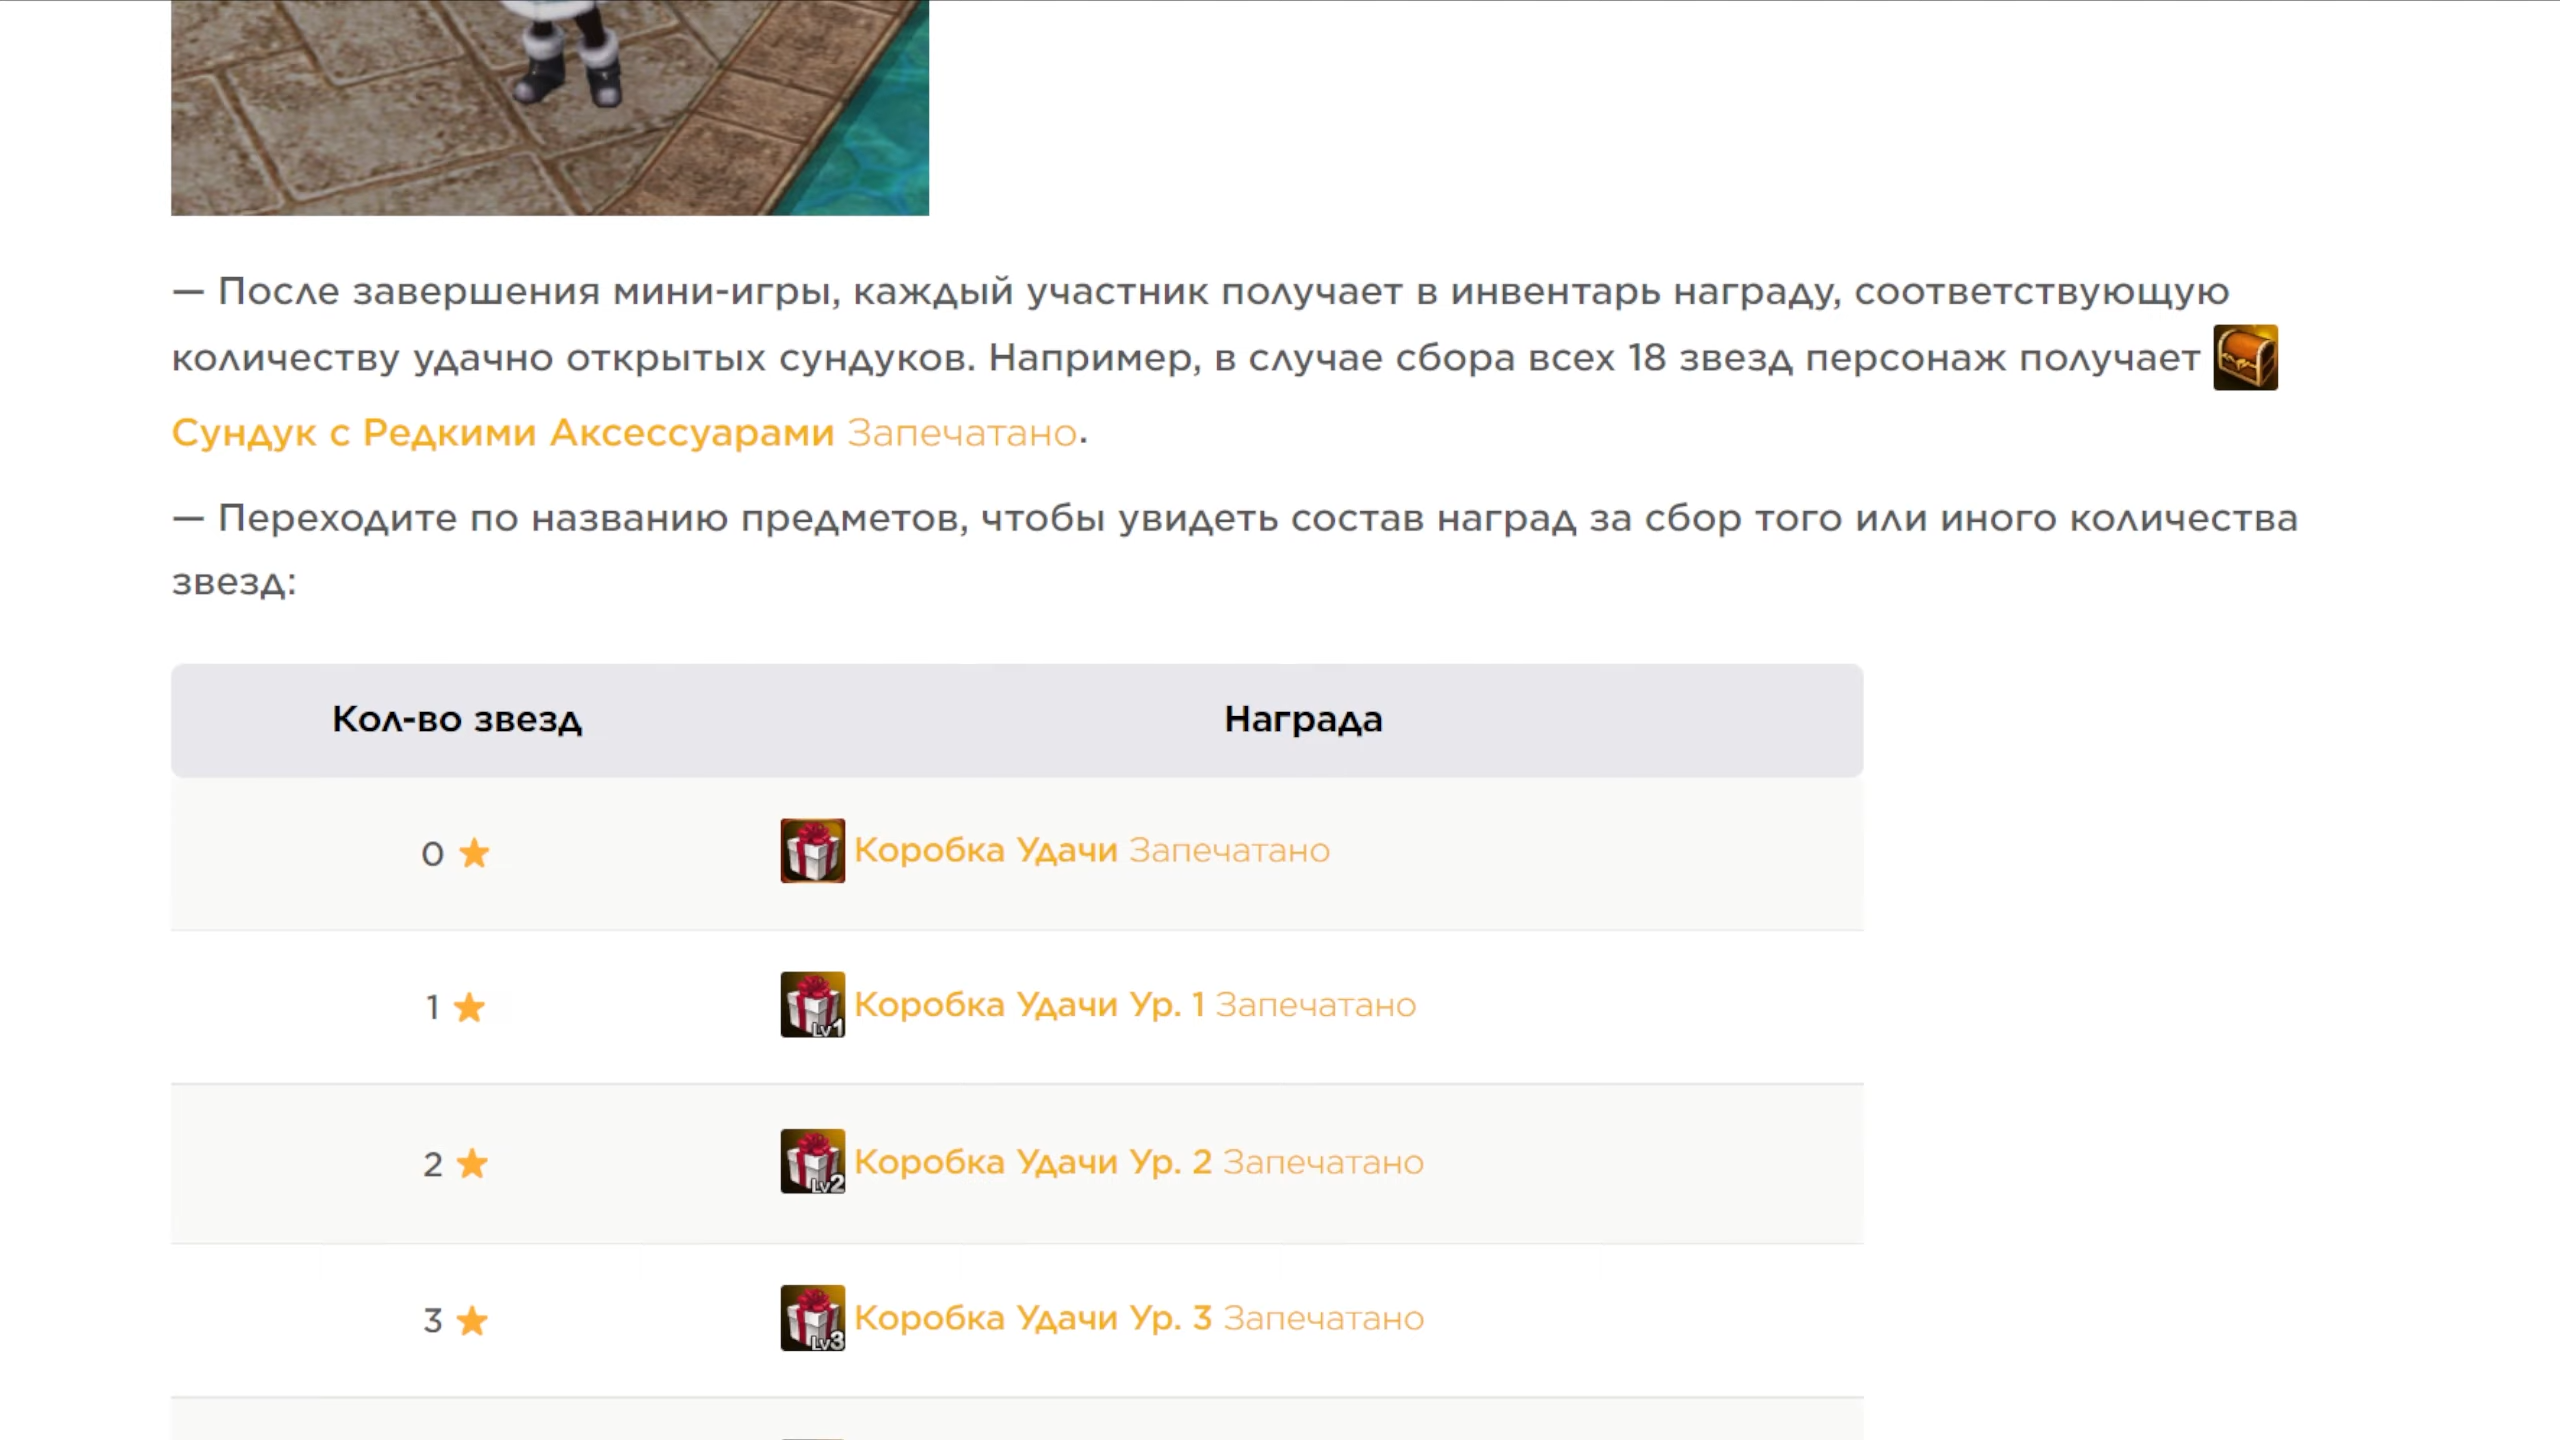 — После завершения мини-игры, каждый участник получает в инвентарь награду, соответствующую
количеству удачно открытых сундуков. Например, в случае сбора всех 18 звезд персонаж получает
Сундук с Редкими Аксессуарами Запечатано.
— Переходите по названию предметов, чтобы увидеть состав наград за сбор того или иного количества
звезд:
Кол-во звезд Награда
0 Коробка Удачи Запечатано
1 Lv1 Коробка Удачи Ур. 1 Запечатано
2 Lv2 Коробка Удачи Ур. 2 Запечатано
3 Lv3 Коробка Удачи Ур. 3 Запечатано